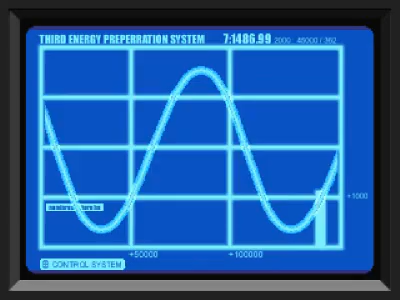 THIRD ENERGY PREPERRATION SYSTEM 7:1486.99 2000 45000 / 362
+1000
+50000 +100000
CONTROL SYSTEM